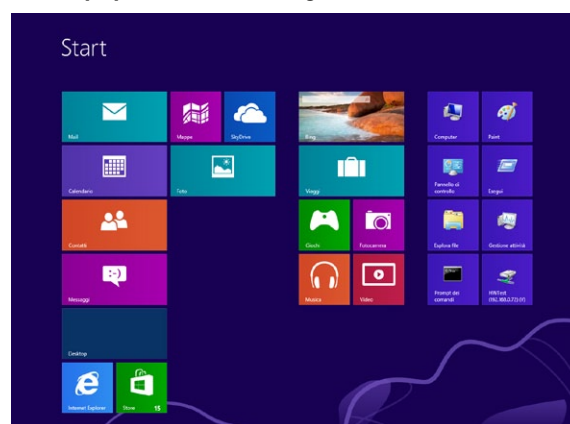 Start
Mail
Mappe
SkyDrive
Bing
Computer
Paint
Calendario
Foto
Viaggi
Pannello di
controllo
Esegui
Contatti
Giochi
Fotocamera
Esplora file
Gestione attività
Messaggi
Musica
Video
Prompt dei
comandi
HWTest
Desktop
Internet Explorer
Store 15